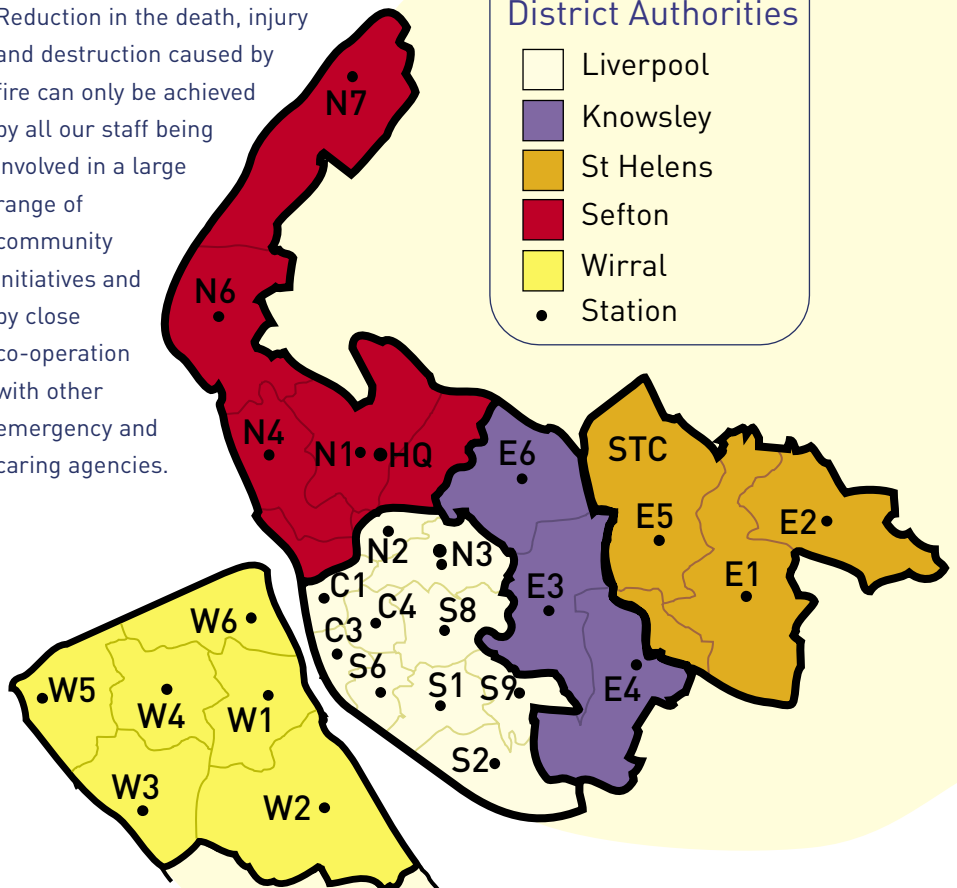 Reduction in the death, injury
and destruction caused by
fire can only be achieved
by all our staff being
involved in a large
range of
community
initiatives and
by close
co-operation
with other
emergency and
caring agencies.
District Authorities
Liverpool
Knowsley
St Helens
Sefton
Wirral
Station
N7
N6
N4
N1 HQ
E6
STC
E5
E2
E1
N2
N3
E3
C1
C4
S8
C3
S6
S1
S9
E4
S2
W6
W5
W4
W1
W3
W2